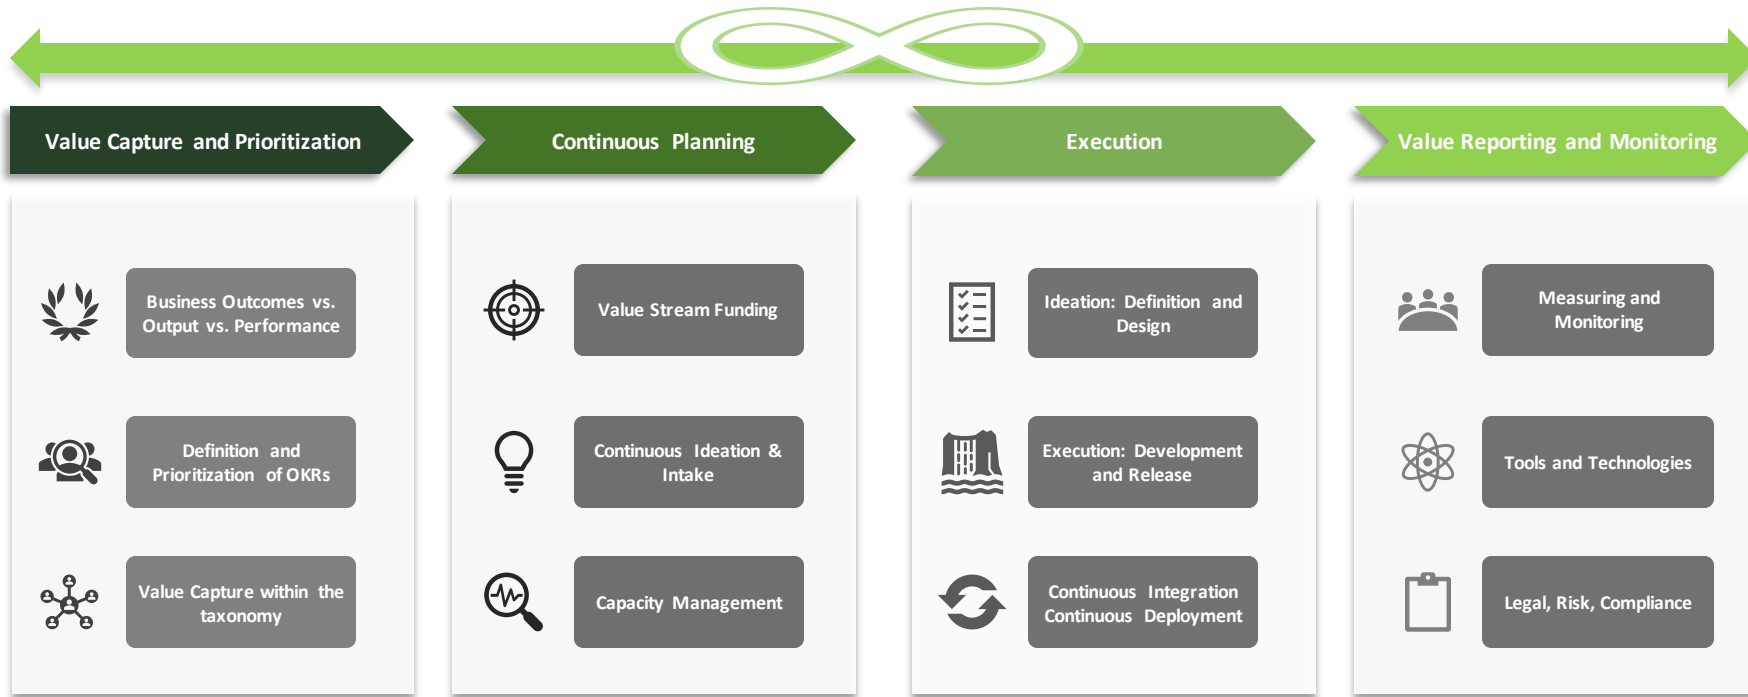 Value Capture and Prioritization
Continuous Planning
Execution
Value Reporting and Monitoring
Business Outcomes vs.
Output vs. Performance
Definition and
Prioritization of OKRs
Value Capture within the
taxonomy
Value Stream Funding
Continuous Ideation &
Intake
Capacity Management
Ideation: Definition and
Design
Execution: Development
and Release
Continuous Integration
Continuous Deployment
Measuring and
Monitoring
Tools and Technologies
Legal, Risk, Compliance